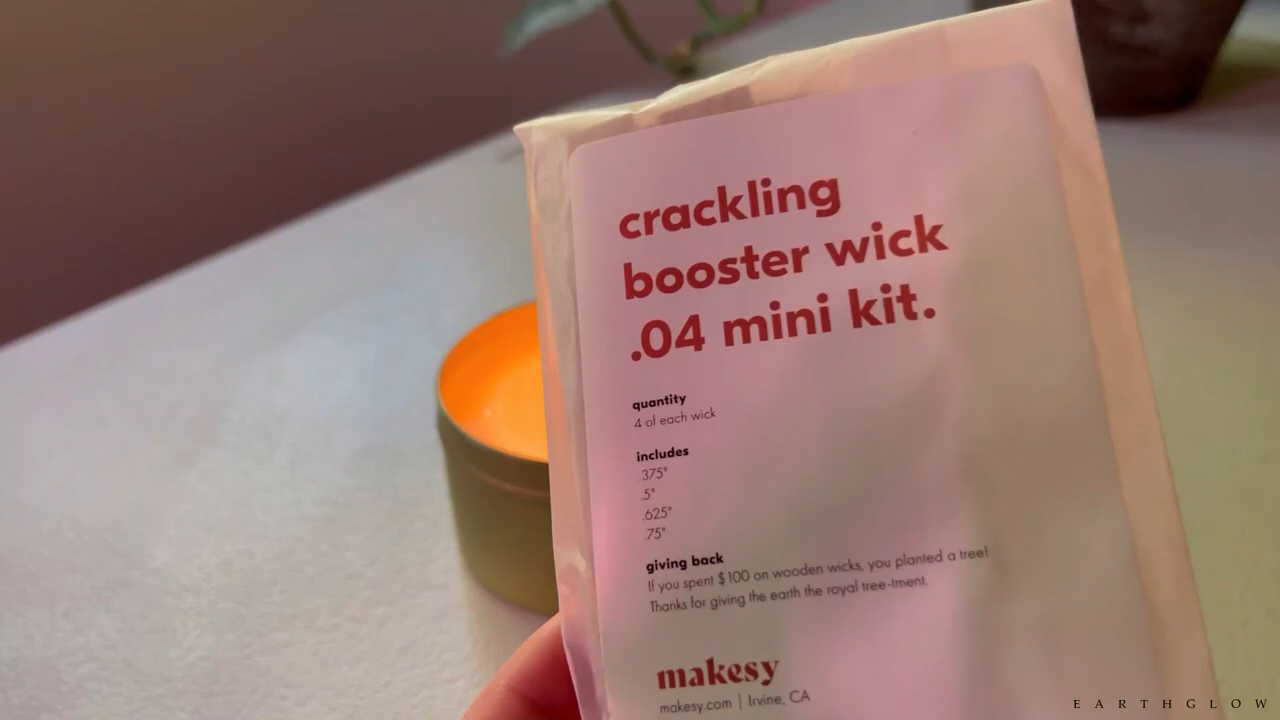 crackling
booster wick
.04 mini kit.
quantity
4 of each wick
includes
.375"
.5"
.625"
.75"
giving back
If you spent $100 on wooden wicks, you planted a tree!
Thanks for giving the earth the royal tree-tment.
makesy
makesy.com | Irvine, CA
EARTHGLOW